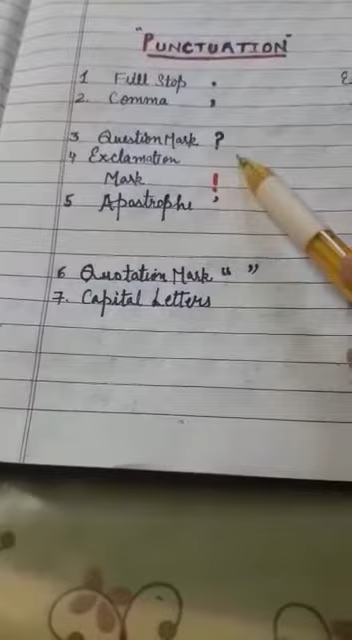 "PUNCTUATION"
1 Full Stop .
2. Comma ,
3 Question Mark ?
4 Exclamation
Mark !
5 Apostrophe '
6 Quotation Mark " "
7. Capital Letters